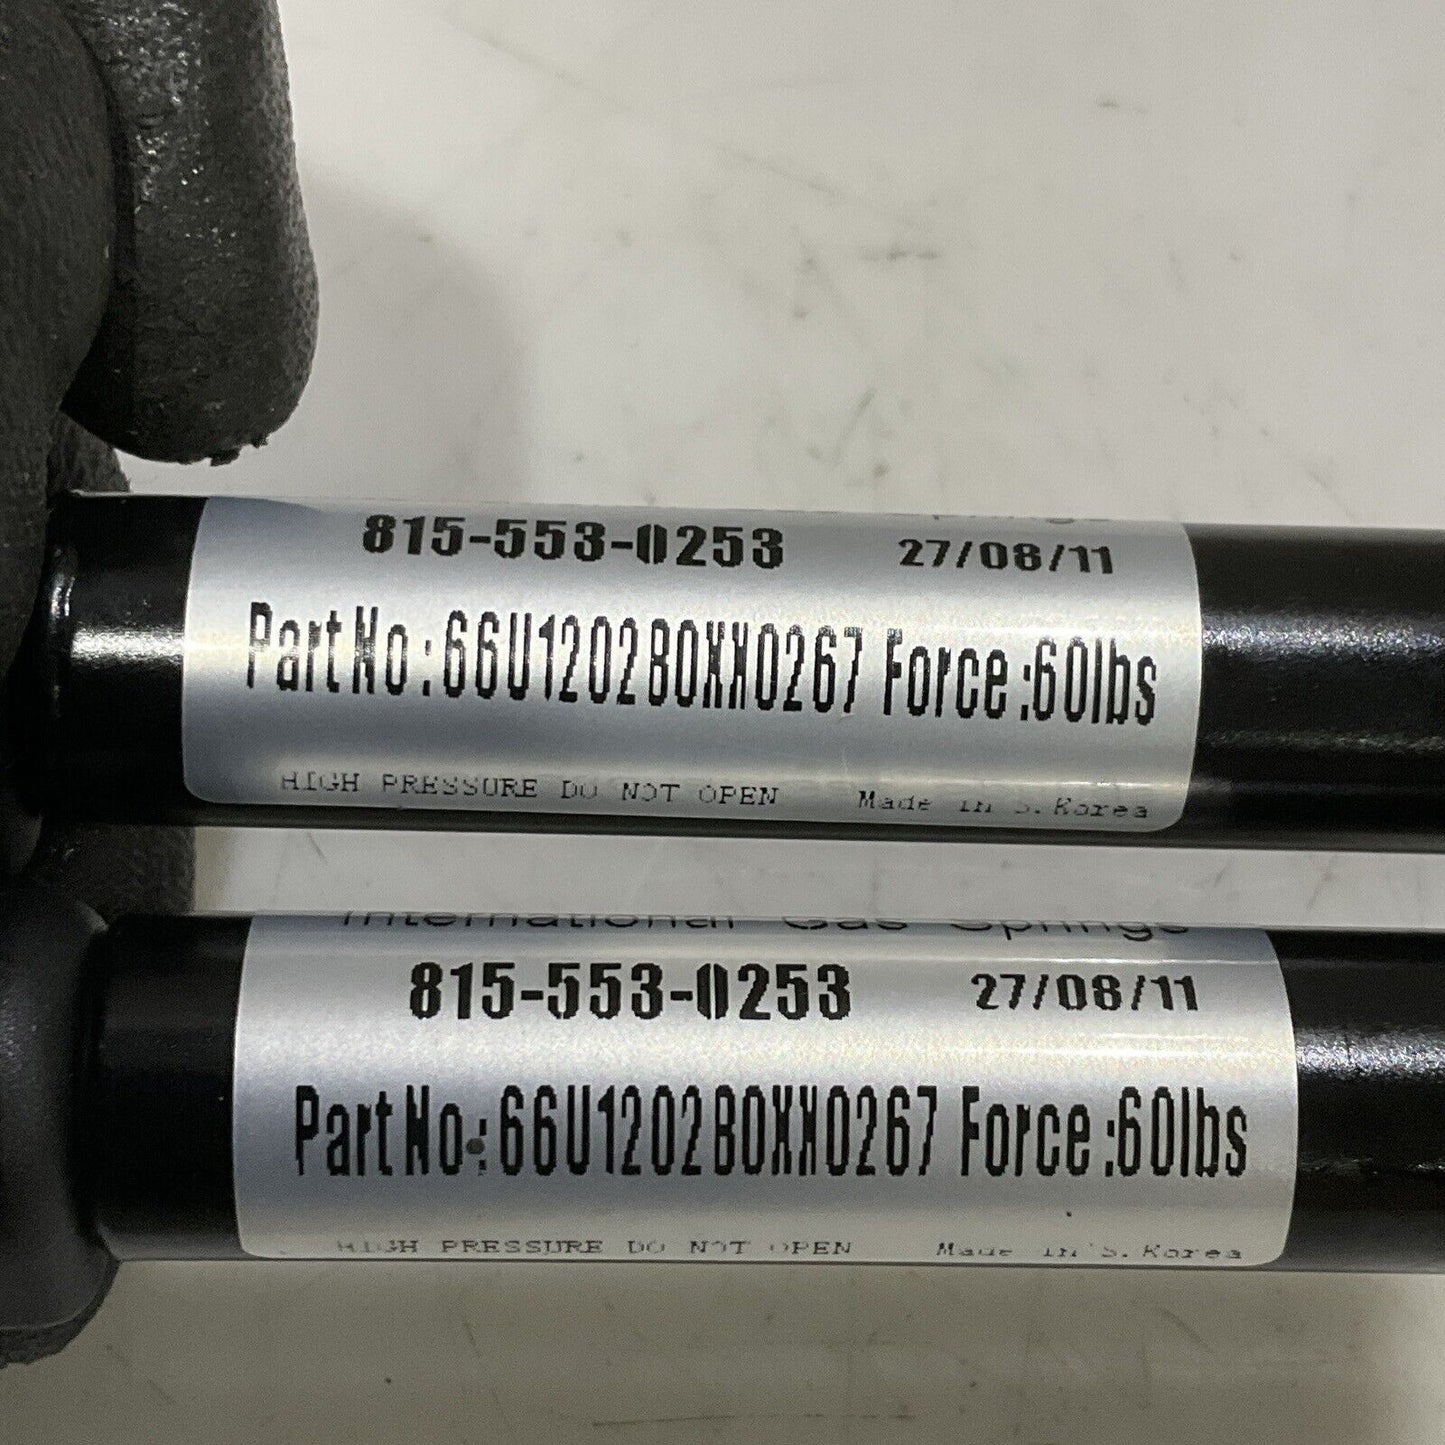 815-553-0253 27/08/11
Part No.:66U120280XX0267 Force:60lbs
HIGH PRESSURE DO NOT OPEN Made in S.Korea
International Gas Springs
815-553-0253 27/08/11
Part No.:66U120280XX0267 Force:60lbs
HIGH PRESSURE DO NOT OPEN Made in S.Korea